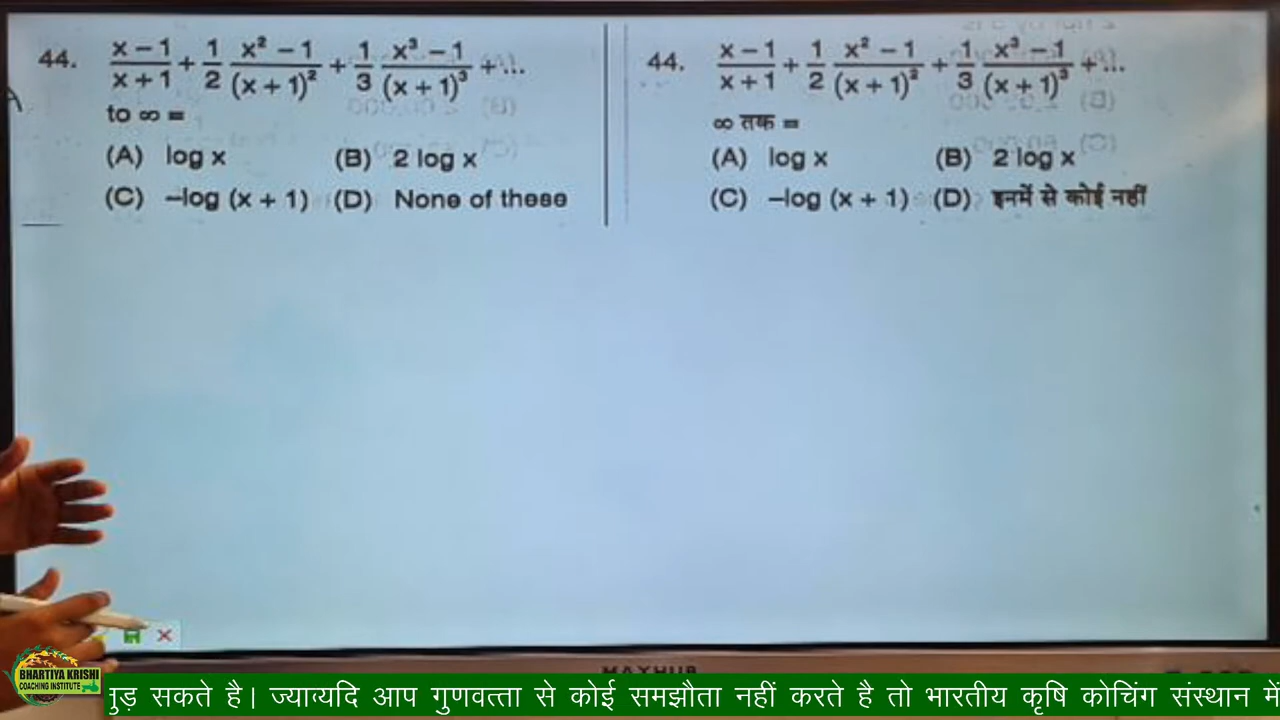 44. x – 1/x + 1 + 1/2 x² – 1/(x + 1)² + 1/3 x³ – 1/(x + 1)³ + ...
to ∞ =
(A) log x (B) 2 log x
(C) –log (x + 1) (D) None of these
44. x – 1/x + 1 + 1/2 x² – 1/(x + 1)² + 1/3 x³ – 1/(x + 1)³ + ...
∞ तक =
(A) log x (B) 2 log x
(C) –log (x + 1) (D) इनमें से कोई नहीं
MAXHUB
BHARTIYA KRISHI
COACHING INSTITUTE
सकते है। ज्याव्यदि आप गुणवत्ता से कोई समझौता नहीं करते है तो भारतीय कृषि कोचिंग संस्थान में